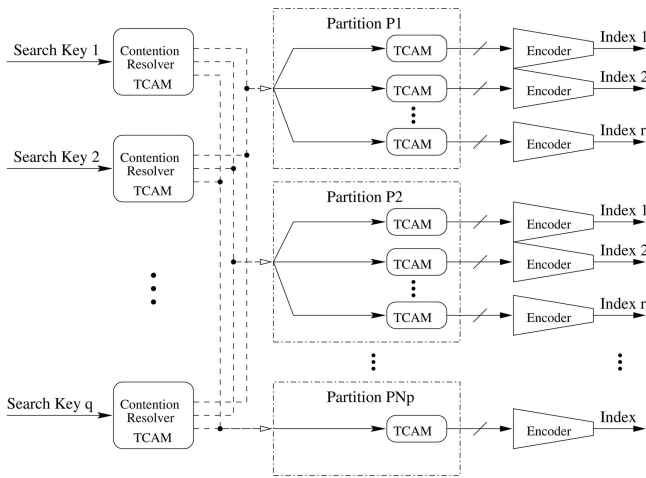 Search Key 1
Contention
Resolver
TCAM
Search Key 2
Contention
Resolver
TCAM
Search Key q
Contention
Resolver
TCAM
Partition P1
TCAM
Encoder
Index 1
TCAM
Encoder
Index 2
TCAM
Encoder
Index r
Partition P2
TCAM
Encoder
Index 1
TCAM
Encoder
Index 2
TCAM
Encoder
Index r
Partition PNp
TCAM
Encoder
Index